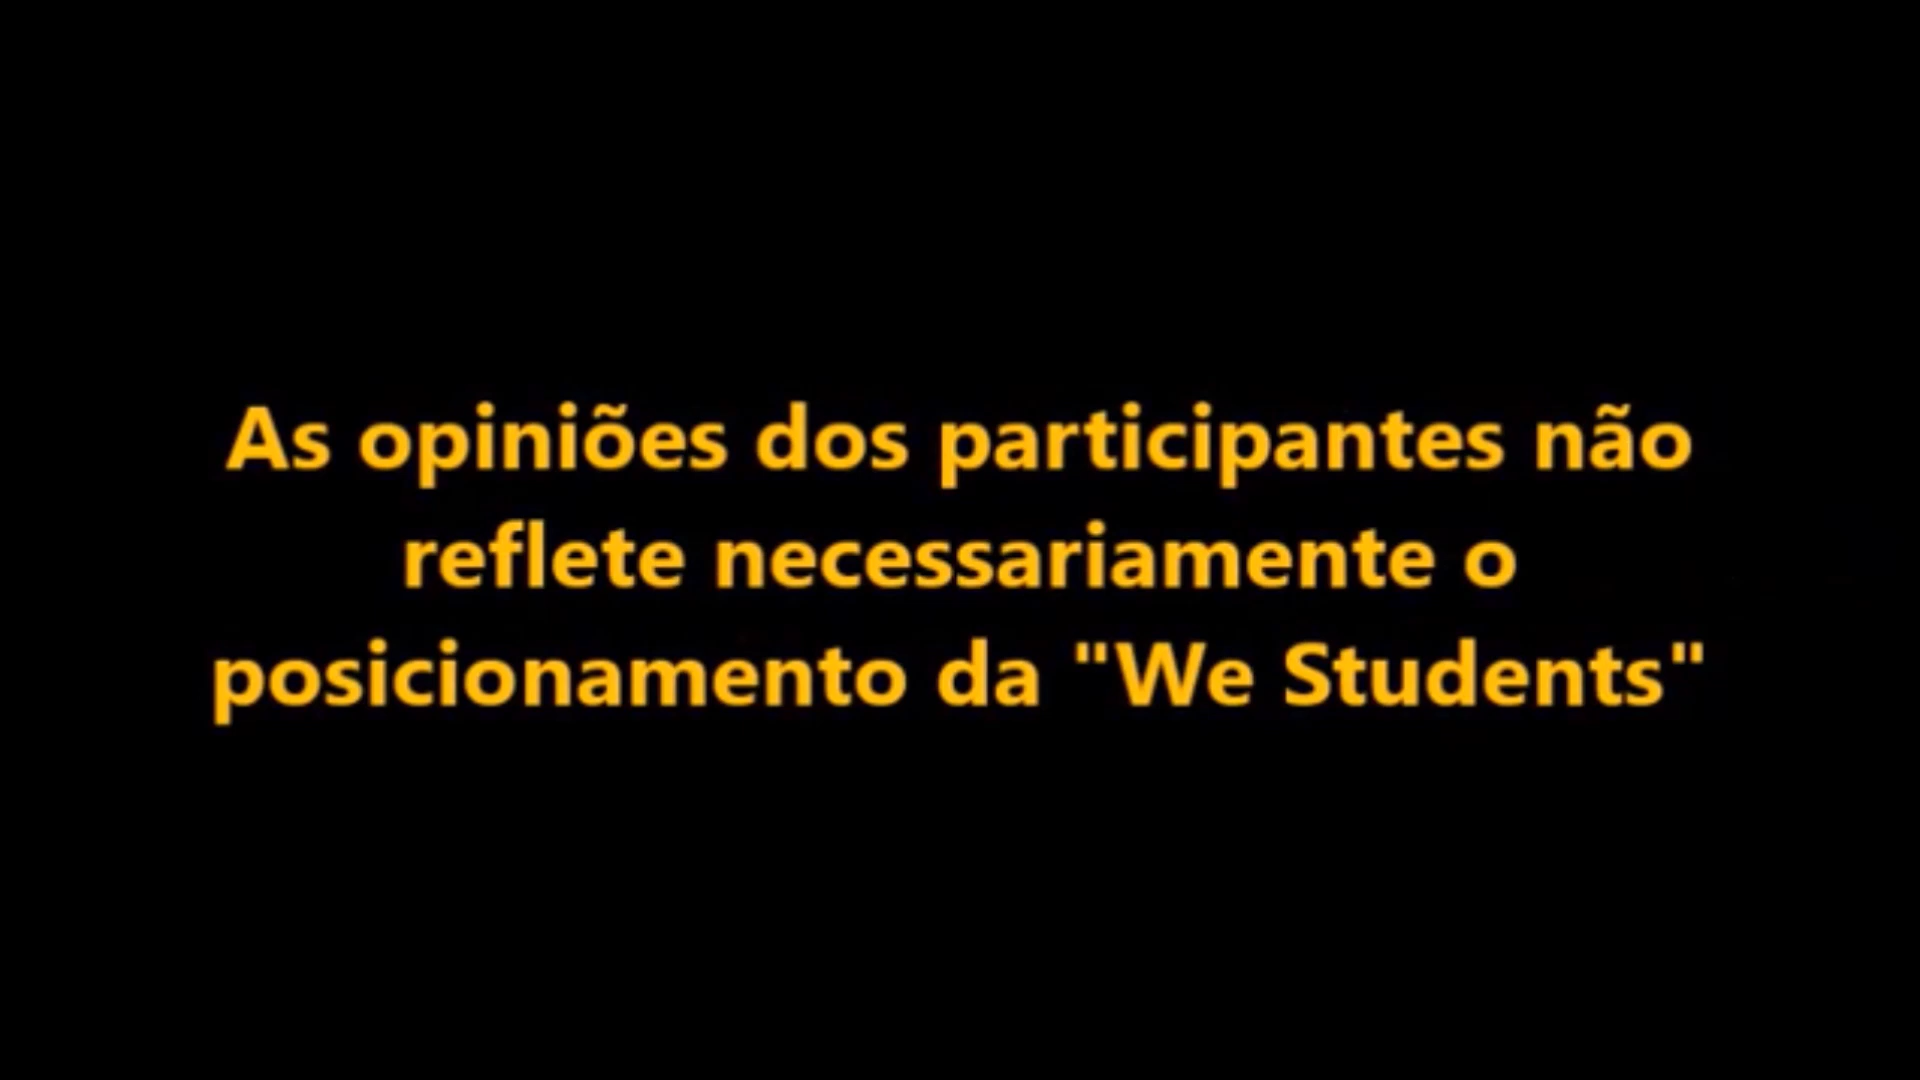 As opiniões dos participantes não
reflete necessariamente o
posicionamento da "We Students"